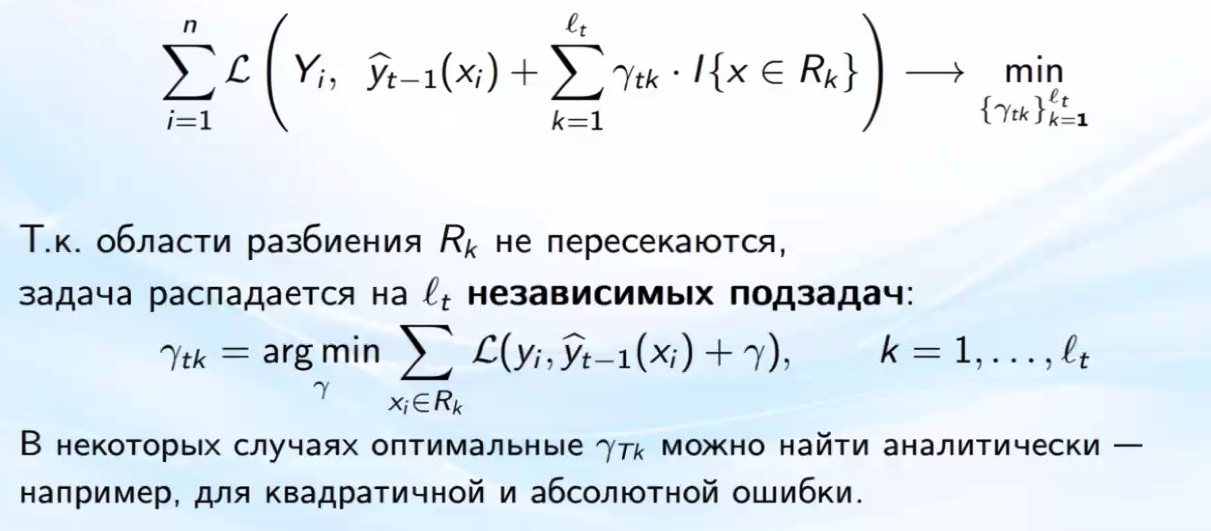 $$\sum_{i=1}^{n} \mathcal{L}\left(Y_i,\ \widehat{y}_{t-1}(x_i) + \sum_{k=1}^{\ell_t} \gamma_{tk} \cdot I\{x \in R_k\}\right) \longrightarrow \min_{\{\gamma_{tk}\}_{k=1}^{\ell_t}}$$
Т.к. области разбиения $R_k$ не пересекаются,
задача распадается на $\ell_t$ независимых подзадач:
$$\gamma_{tk} = \arg\min_{\gamma} \sum_{x_i \in R_k} \mathcal{L}(y_i, \widehat{y}_{t-1}(x_i) + \gamma), \qquad k = 1, \ldots, \ell_t$$
В некоторых случаях оптимальные $\gamma_{Tk}$ можно найти аналитически —
например, для квадратичной и абсолютной ошибки.